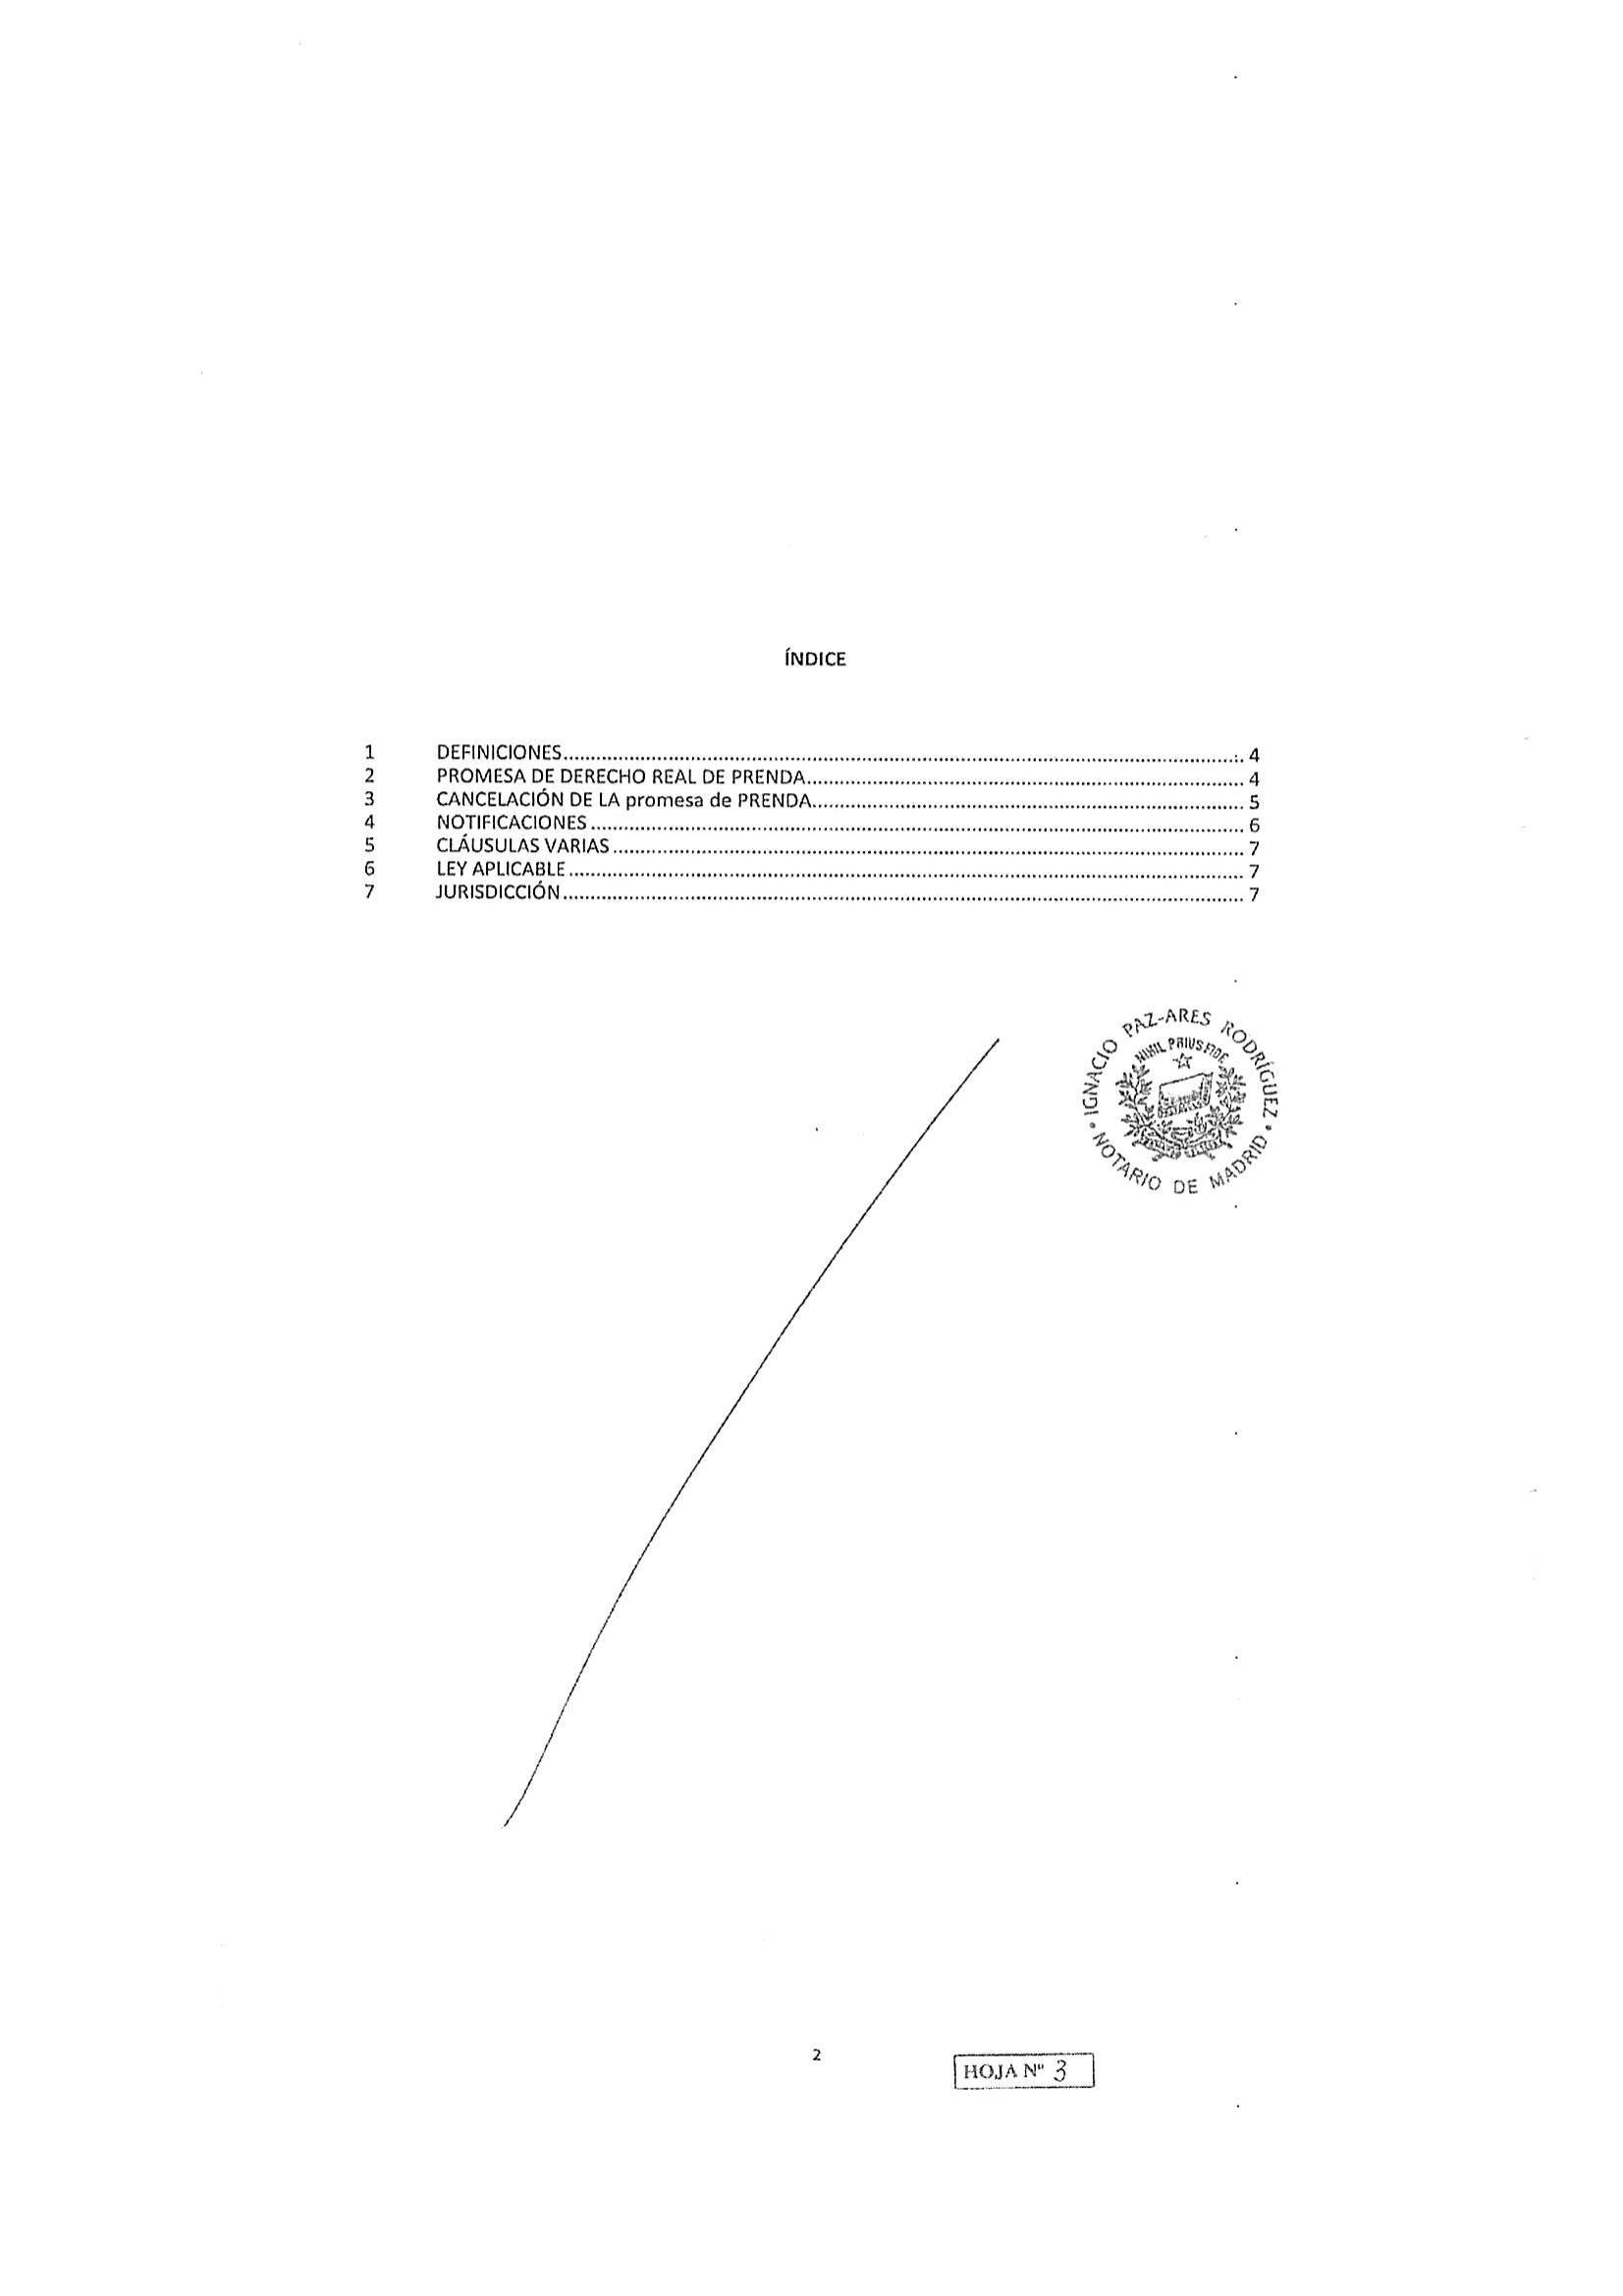 ÍNDICE
1 DEFINICIONES........................................ 4
2 PROMESA DE DERECHO REAL DE PRENDA........................................ 4
3 CANCELACIÓN DE LA promesa de PRENDA........................................ 5
4 NOTIFICACIONES........................................ 6
5 CLÁUSULAS VARIAS........................................ 7
6 LEY APLICABLE........................................ 7
7 JURISDICCIÓN........................................ 7
IGNACIO PAZ-ARES RODRÍGUEZ
NIHIL PRIUS FIDE
NOTARIO DE MADRID
2
HOJA Nº 3